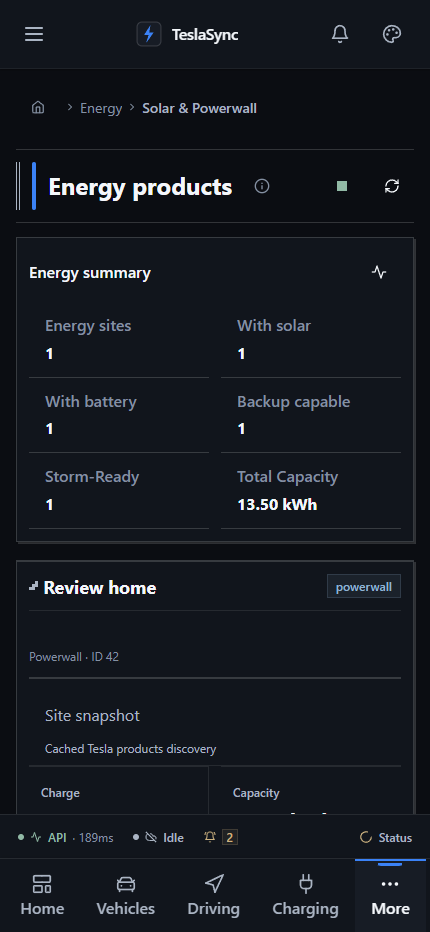 TeslaSync
Energy
Solar & Powerwall
Energy products
Energy summary
Energy sites
1
With solar
1
With battery
1
Backup capable
1
Storm-Ready
1
Total Capacity
13.50 kWh
Review home
powerwall
Powerwall · ID 42
Site snapshot
Cached Tesla products discovery
Charge
Capacity
API · 189ms
Idle
2
Status
Home
Vehicles
Driving
Charging
More